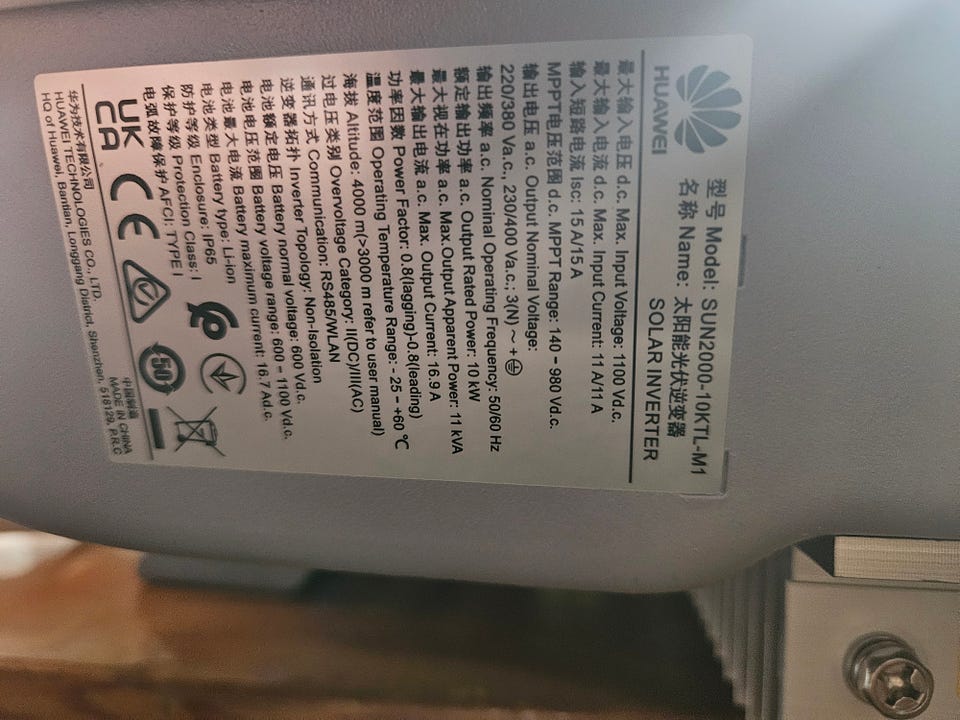 HUAWEI
型号 Model: SUN2000-10KTL-M1
名称 Name: 太阳能光伏逆变器
SOLAR INVERTER
最大输入电压 d.c. Max. Input Voltage: 1100 Vd.c.
最大输入电流 d.c. Max. Input Current: 11 A/11 A
输入短路电流 Isc: 15 A/15 A
MPPT电压范围 d.c. MPPT Range: 140 - 980 Vd.c.
输出电压 a.c. Output Nominal Voltage:
220/380 Va.c., 230/400 Va.c.; 3(N) ～ +
输出频率 a.c. Nominal Operating Frequency: 50/60 Hz
额定输出功率 a.c. Output Rated Power: 10 kW
最大视在功率 a.c. Max. Output Apparent Power: 11 kVA
最大输出电流 a.c. Max. Output Current: 16.9 A
功率因数 Power Factor: 0.8(lagging)-0.8(leading)
温度范围 Operating Temperature Range: - 25 ~ +60 ℃
海拔 Altitude: 4000 m(>3000 m refer to user manual)
过电压类别 Overvoltage Category: II(DC)/III(AC)
通讯方式 Communication: RS485/WLAN
逆变器拓扑 Inverter Topology: Non-Isolation
电池额定电压 Battery normal voltage: 600 Vd.c.
电池电压范围 Battery voltage range: 600 ~ 1100 Vd.c.
电池最大电流 Battery maximum current: 16.7 Ad.c.
电池类型 Battery type: Li-ion
防护等级 Enclosure: IP65
保护等级 Protection Class: I
电弧故障保护 AFCI: TYPE I
UK
CA
CE
50
华为技术有限公司
HUAWEI TECHNOLOGIES CO., LTD.
HQ of Huawei, Bantian, Longgang District, Shenzhen, 518129, P.R.C
中国制造
MADE IN CHINA